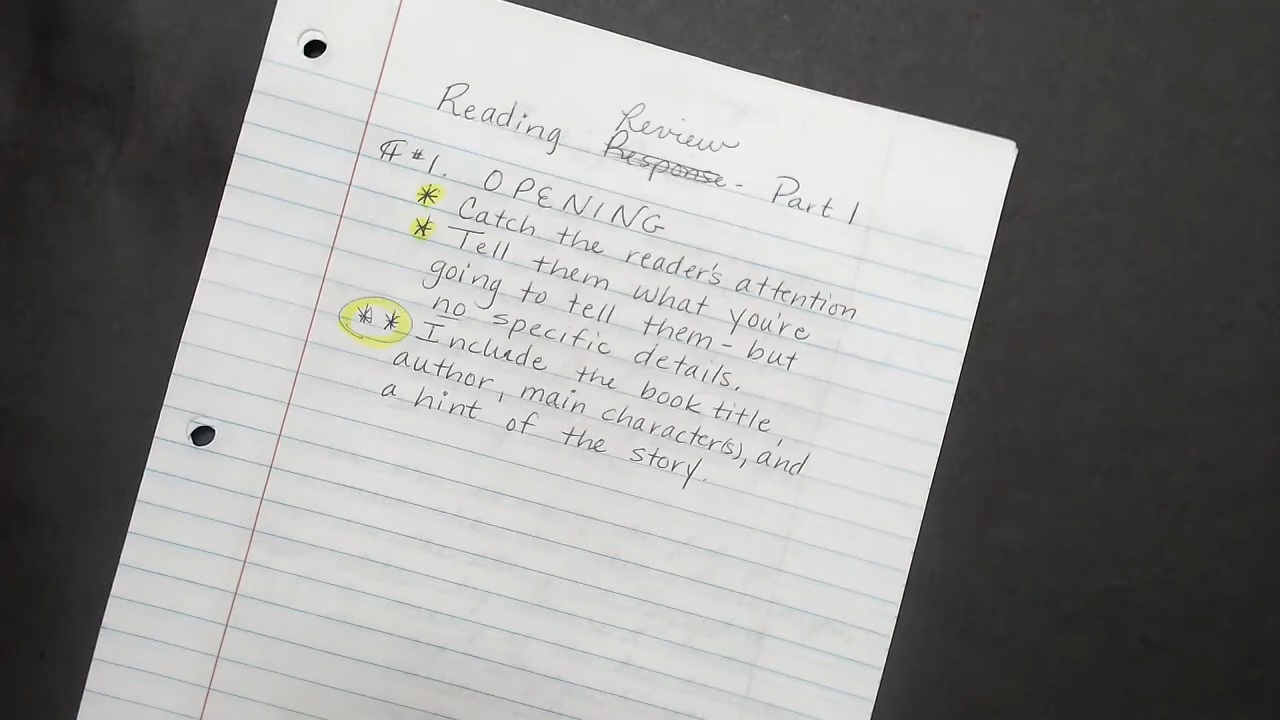 Reading Review Response - Part 1
¶ #1. OPENING
* Catch the reader's attention
* Tell them what you're
going to tell them - but
no specific details.
** Include the book title,
author, main character(s), and
a hint of the story.